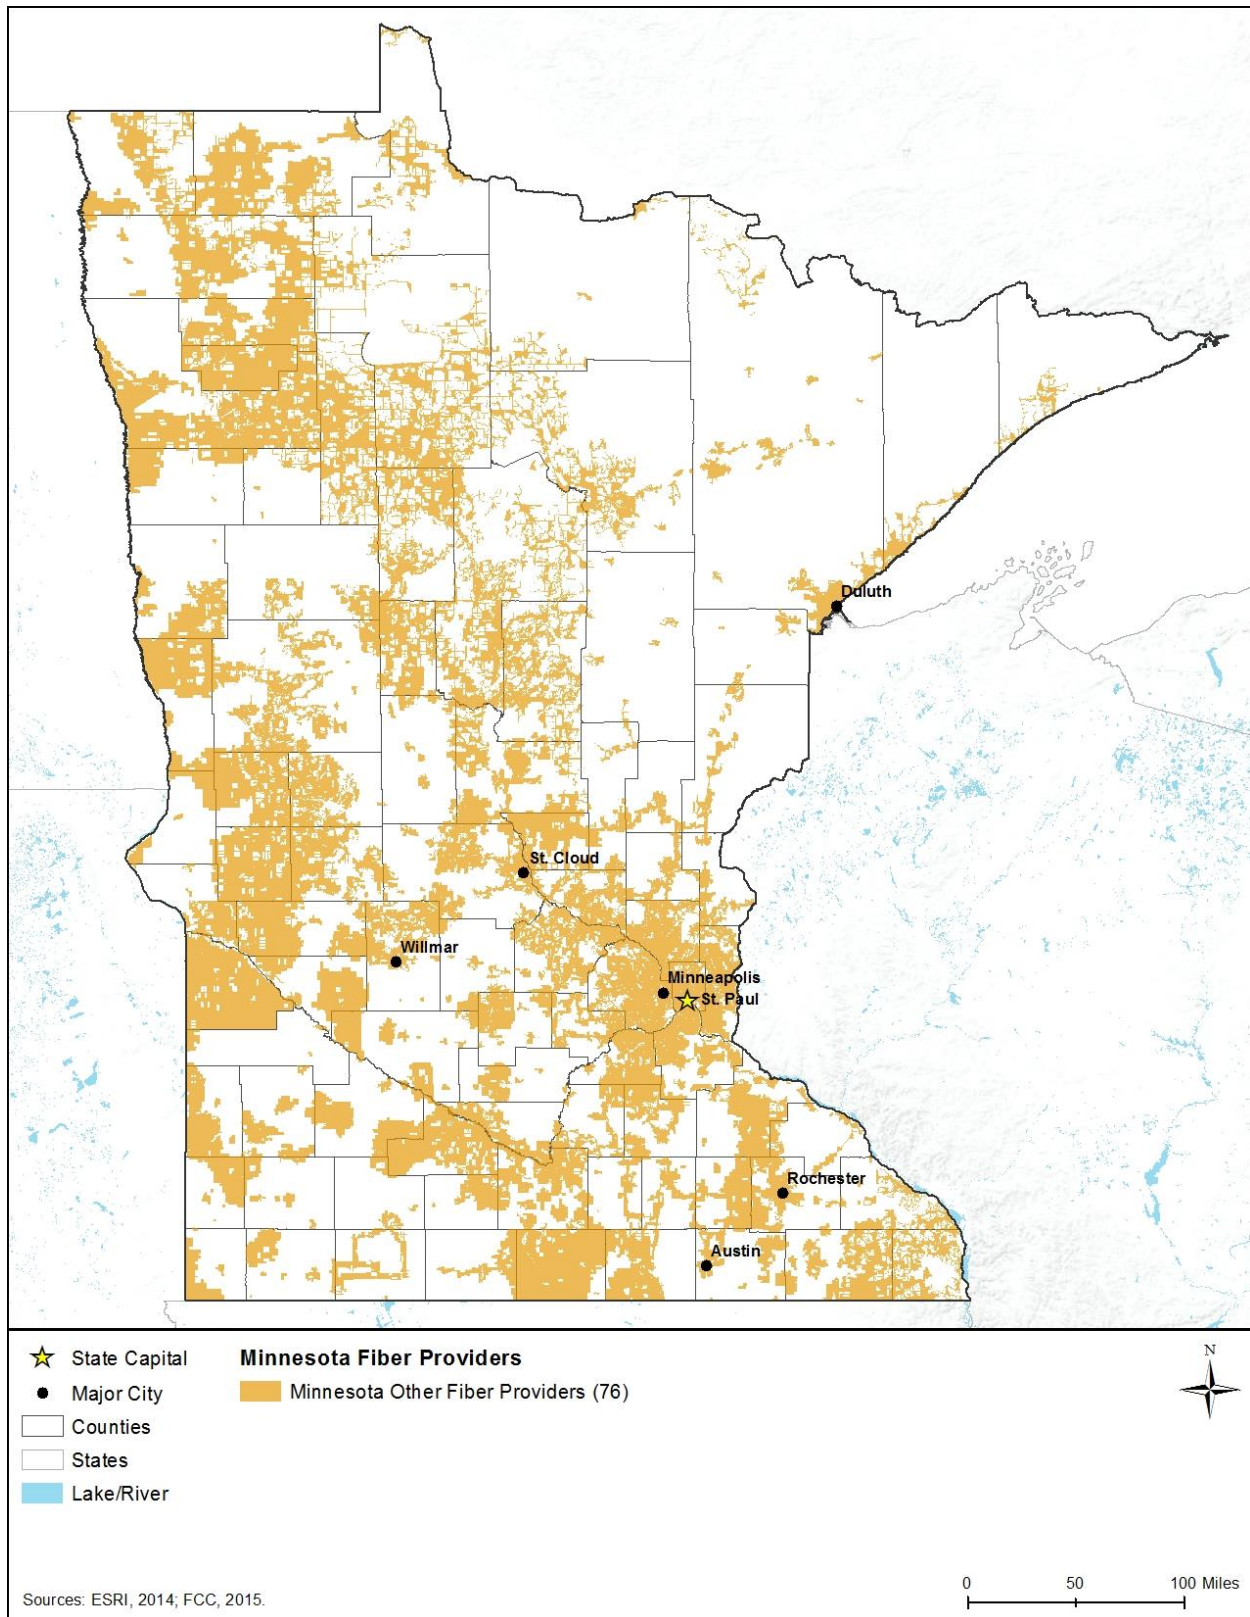 Duluth
St. Cloud
Willmar
Minneapolis
St. Paul
Rochester
Austin
State Capital
Major City
Counties
States
Lake/River
Minnesota Fiber Providers
Minnesota Other Fiber Providers (76)
N
Sources: ESRI, 2014; FCC, 2015.
0 50 100 Miles